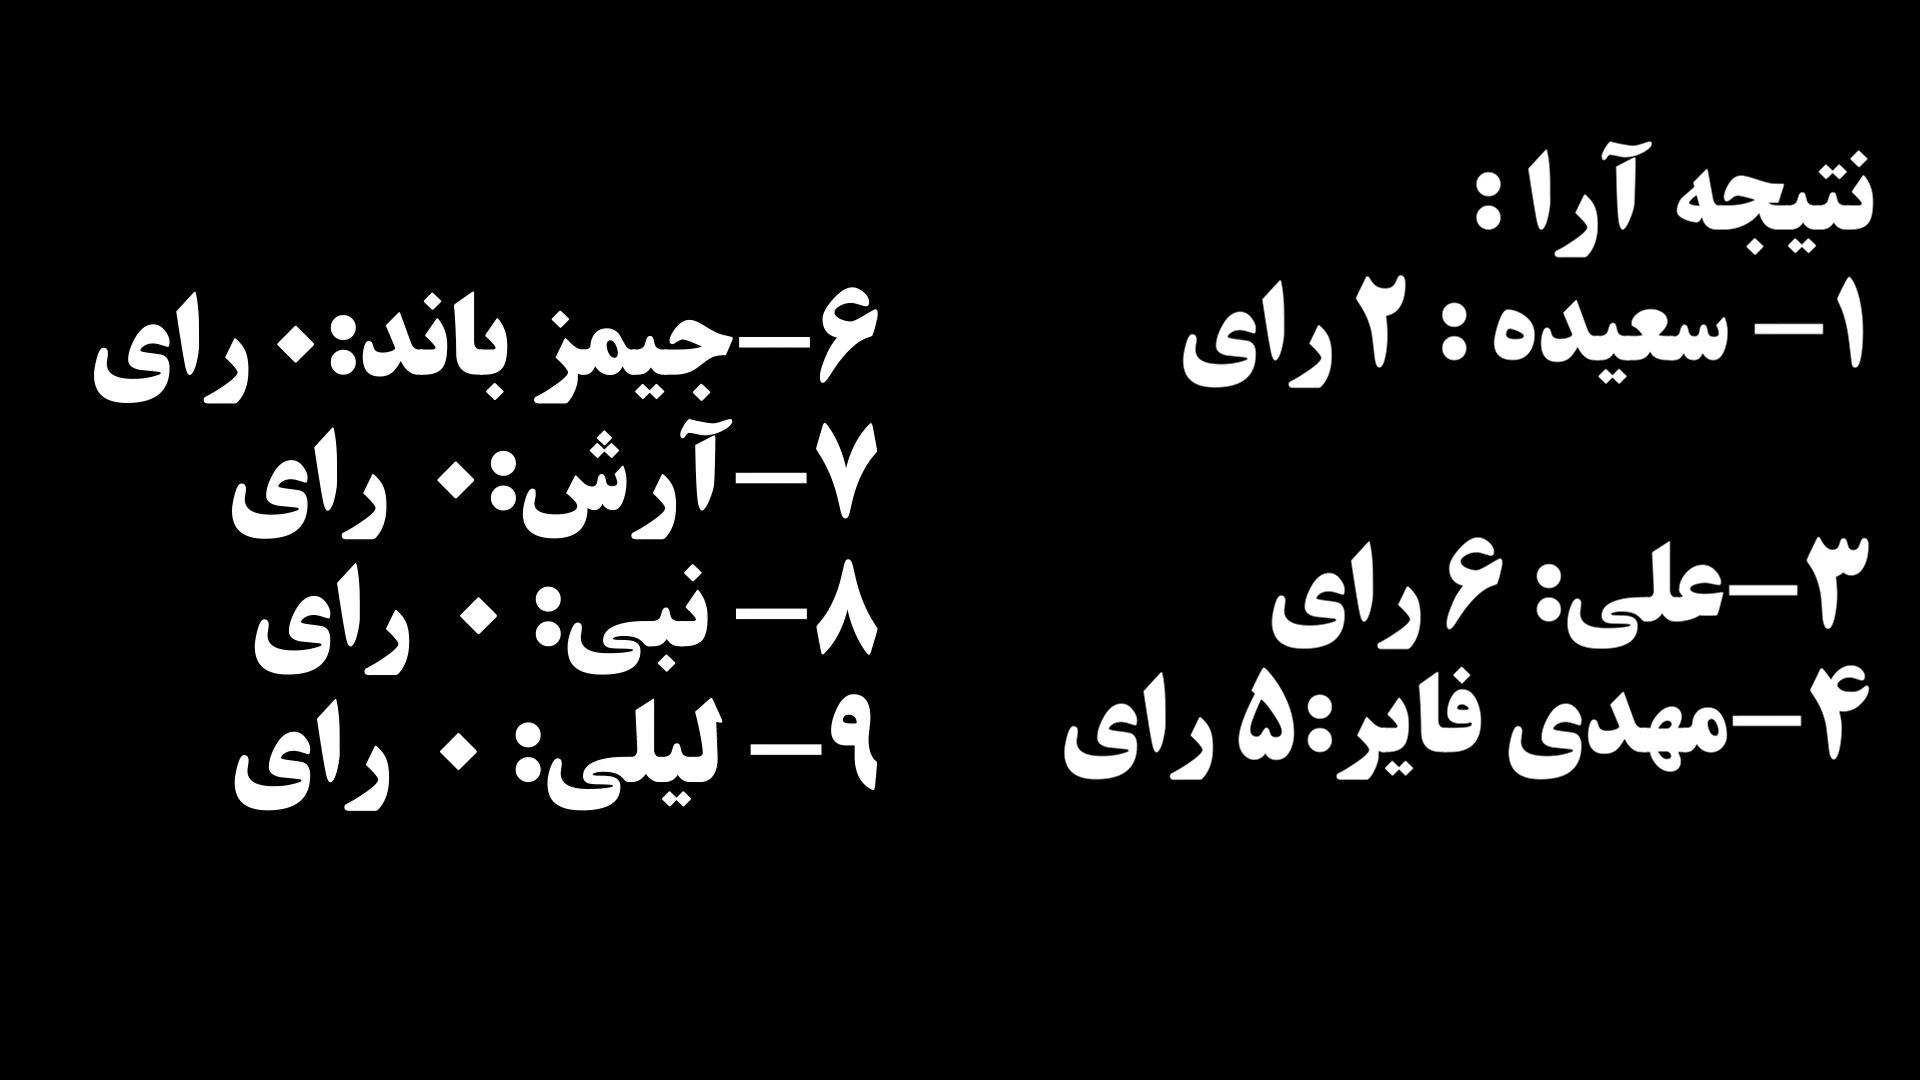 نتیجه آرا :
۱- سعیده : ۲ رای
۳-علی: ۶ رای
۴-مهدی فایر:۵ رای
۶-جیمز باند:۰ رای
۷-آرش:۰ رای
۸- نبی: ۰ رای
۹- لیلی: ۰ رای